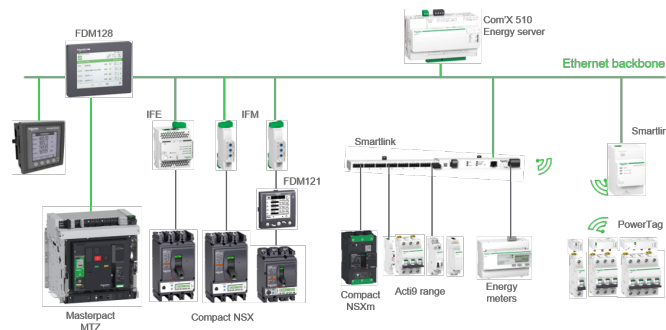 Com'X 510
Energy server
FDM128
Ethernet backbone
IFE
IFM
Smartlink
Smartlin
FDM121
PowerTag
Masterpact
MTZ
Compact NSX
Compact
NSXm
Acti9 range
Energy
meters